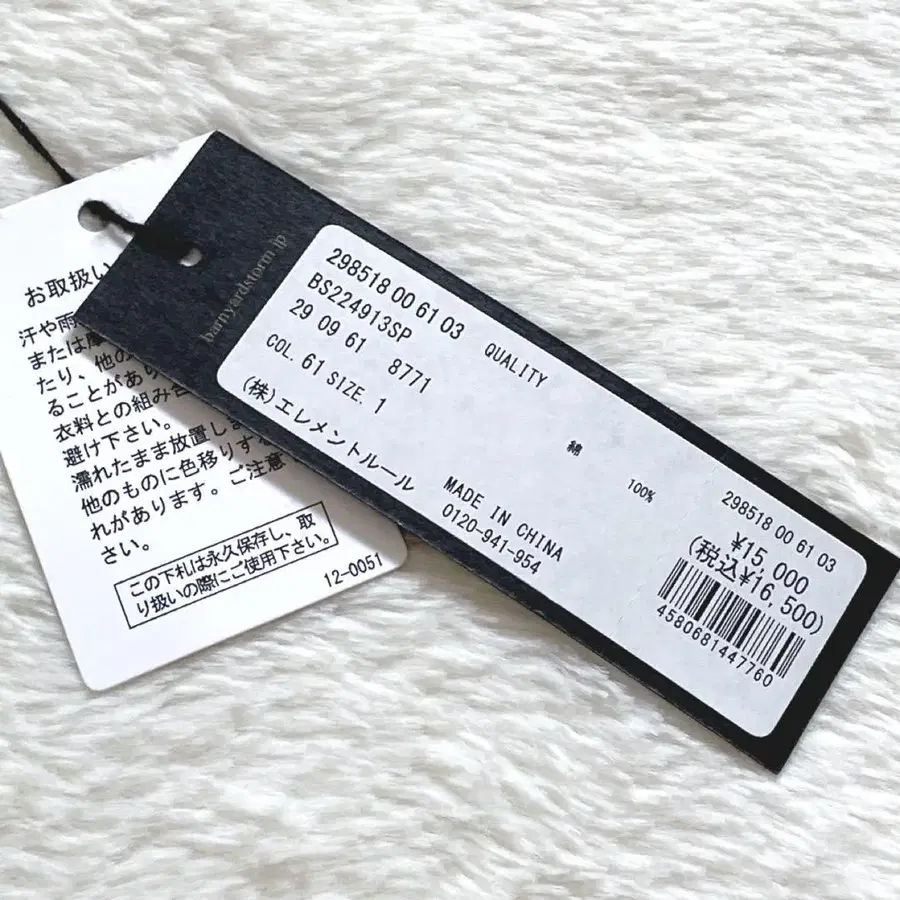 barnyardstorm.jp
298518 00 61 03
BS224913SP
29 09 61 8771
COL. 61 SIZE. 1
(株)エレメントルール
QUALITY
綿 100%
MADE IN CHINA
0120-941-954
298518 00 61 03
¥15,000
(税込¥16,500)
4580681447760
お取扱い
汗や雨
または摩
たり、他の
ることがあり
衣料との組み合
避け下さい。
濡れたまま放置しま
他のものに色移りす
れがあります。ご注意
さい。
この下札は永久保存し、取
り扱いの際にご使用下さい。
12-0051